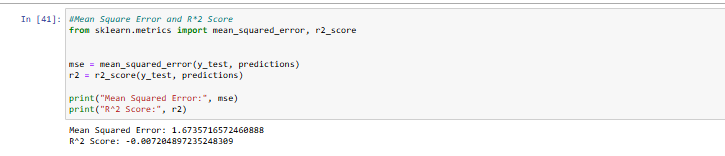 In [41]: #Mean Square Error and R*2 Score
from sklearn.metrics import mean_squared_error, r2_score
mse = mean_squared_error(y_test, predictions)
r2 = r2_score(y_test, predictions)
print("Mean Squared Error:", mse)
print("R^2 Score:", r2)
Mean Squared Error: 1.6735716572460888
R^2 Score: -0.007204897235248309